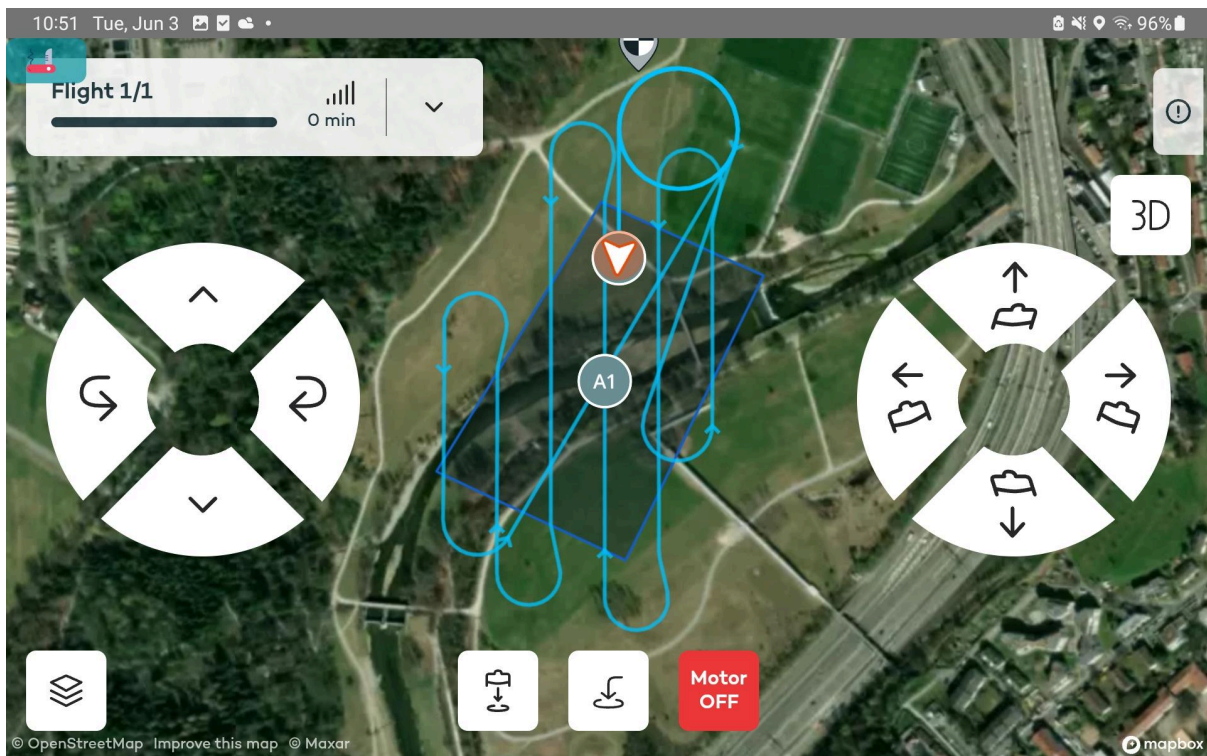 10:51 Tue, Jun 3
96%
Flight 1/1
0 min
3D
A1
Motor
OFF
© OpenStreetMap Improve this map © Maxar
mapbox